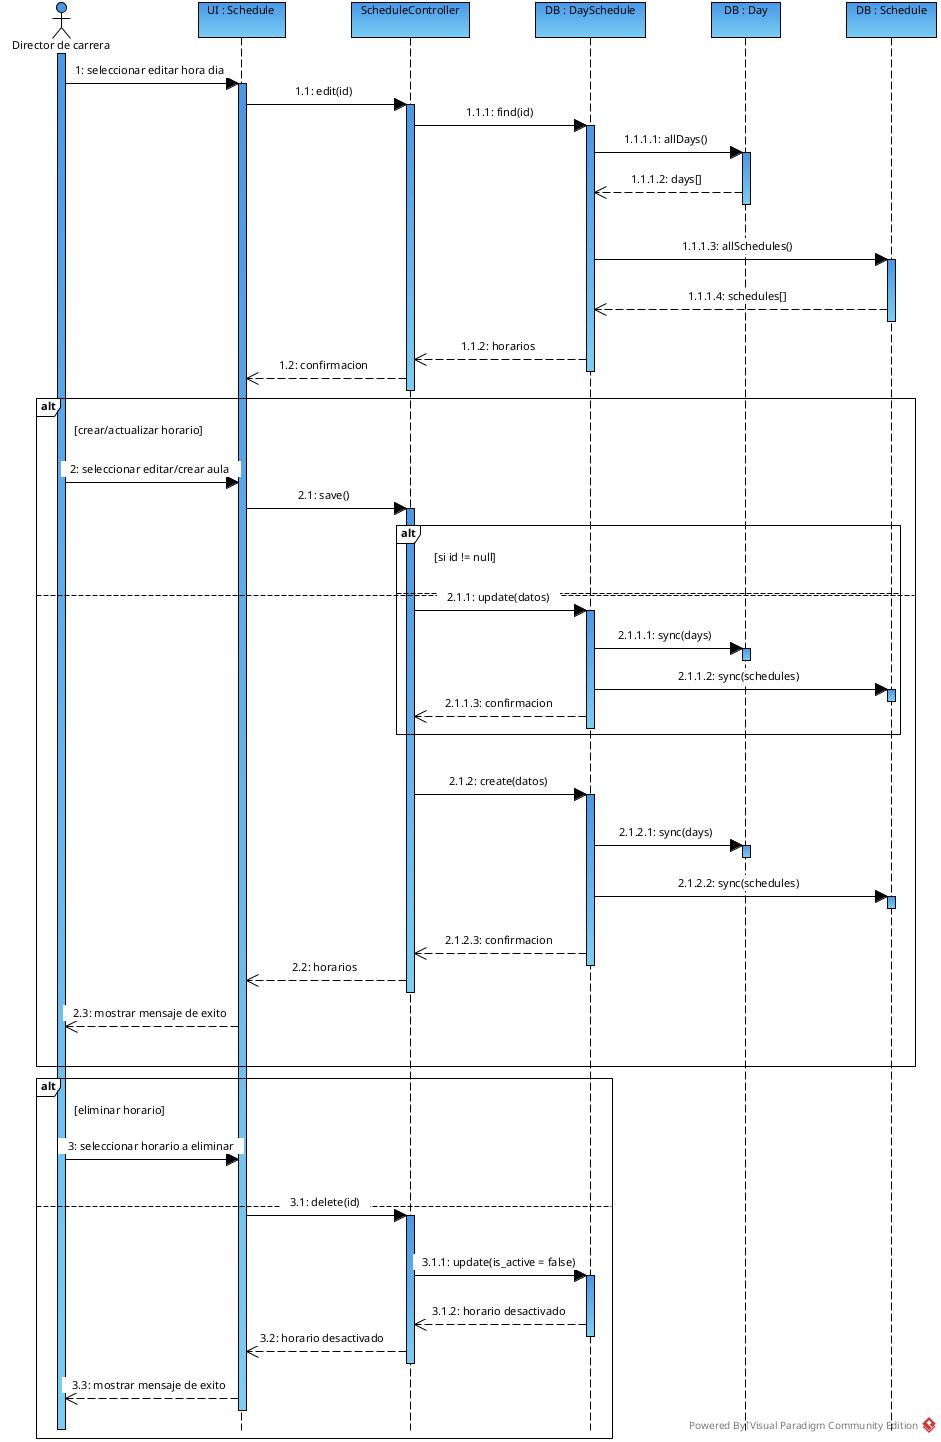 Director de carrera
UI : Schedule
ScheduleController
DB : DaySchedule
DB : Day
DB : Schedule
1: seleccionar editar hora dia
1.1: edit(id)
1.1.1: find(id)
1.1.1.1: allDays()
1.1.1.2: days[]
1.1.1.3: allSchedules()
1.1.1.4: schedules[]
1.1.2: horarios
1.2: confirmacion
alt
[crear/actualizar horario]
2: seleccionar editar/crear aula
2.1: save()
alt
[si id != null]
2.1.1: update(datos)
2.1.1.1: sync(days)
2.1.1.2: sync(schedules)
2.1.1.3: confirmacion
2.1.2: create(datos)
2.1.2.1: sync(days)
2.1.2.2: sync(schedules)
2.1.2.3: confirmacion
2.2: horarios
2.3: mostrar mensaje de exito
alt
[eliminar horario]
3: seleccionar horario a eliminar
3.1: delete(id)
3.1.1: update(is_active = false)
3.1.2: horario desactivado
3.2: horario desactivado
3.3: mostrar mensaje de exito
Powered By Visual Paradigm Community Edition